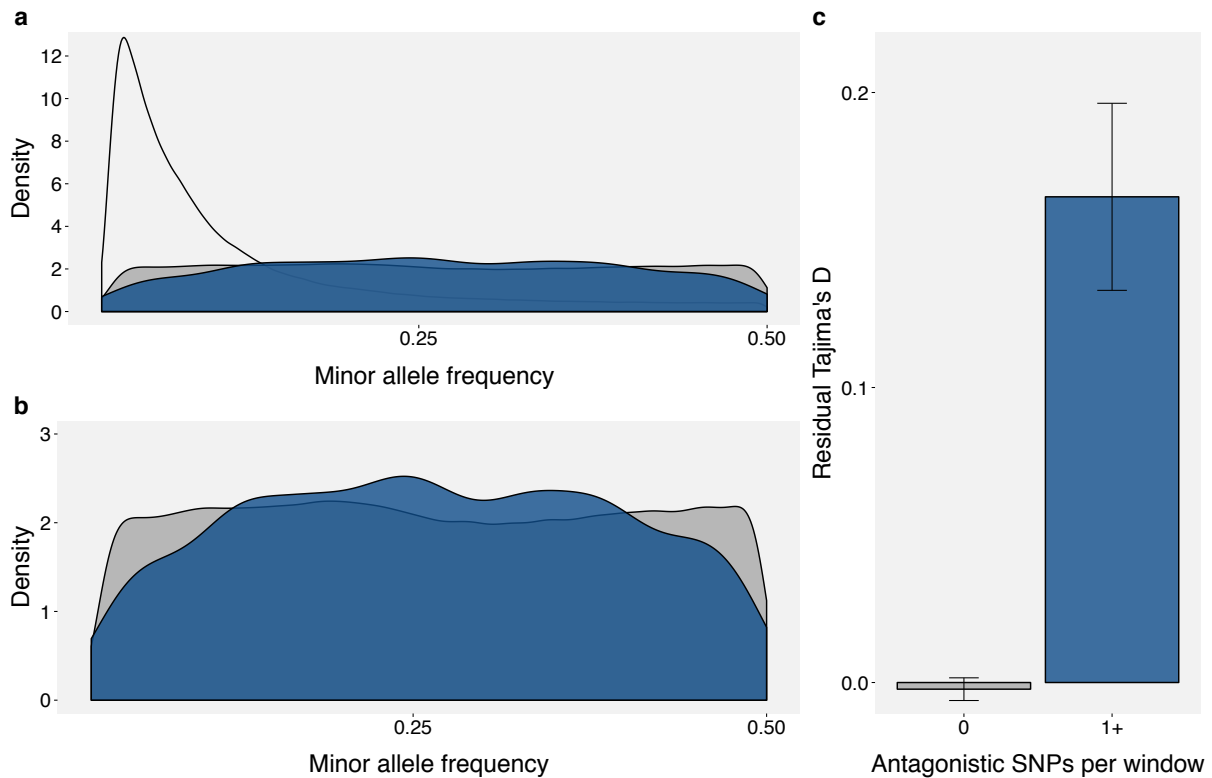 a
12
10
8
6
4
2
0
Density
0.25
0.50
Minor allele frequency
b
3
2
1
0
Density
0.25
0.50
Minor allele frequency
c
0.2
0.1
0.0
Residual Tajima's D
0
1+
Antagonistic SNPs per window